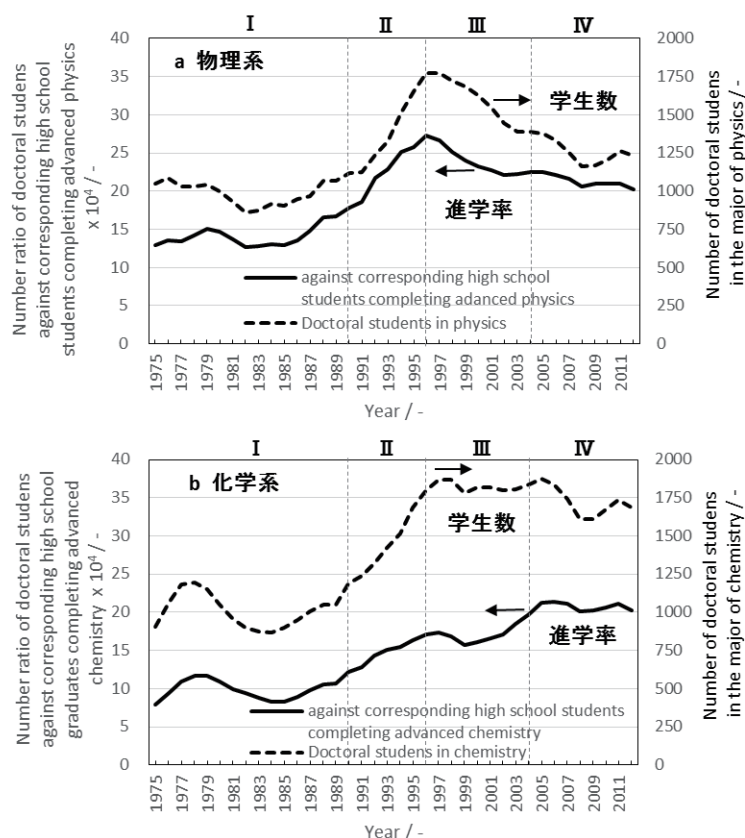 I II III IV
a 物理系
Number ratio of doctoral studens
against corresponding high school
students completing advanced physics
x 10⁴ / -
40
35
30
25
20
15
10
5
0
2000
1750
1500
1250
1000
750
500
250
0
Number of doctoral studens
in the major of physics / -
学生数
進学率
against corresponding high school
students completing adanced physics
Doctoral students in physics
1975 1977 1979 1981 1983 1985 1987 1989 1991 1993 1995 1997 1999 2001 2003 2005 2007 2009 2011
Year / -
I II III IV
b 化学系
Number ratio of doctoral studens
against corresponding high school
graduates completing advanced
chemistry x 10⁴ / -
40
35
30
25
20
15
10
5
0
2000
1750
1500
1250
1000
750
500
250
0
Number of doctoral studens
in the major of chemistry / -
学生数
進学率
against corresponding high school students
completing advanced chemistry
Doctoral studens in chemistry
1975 1977 1979 1981 1983 1985 1987 1989 1991 1993 1995 1997 1999 2001 2003 2005 2007 2009 2011
Year / -